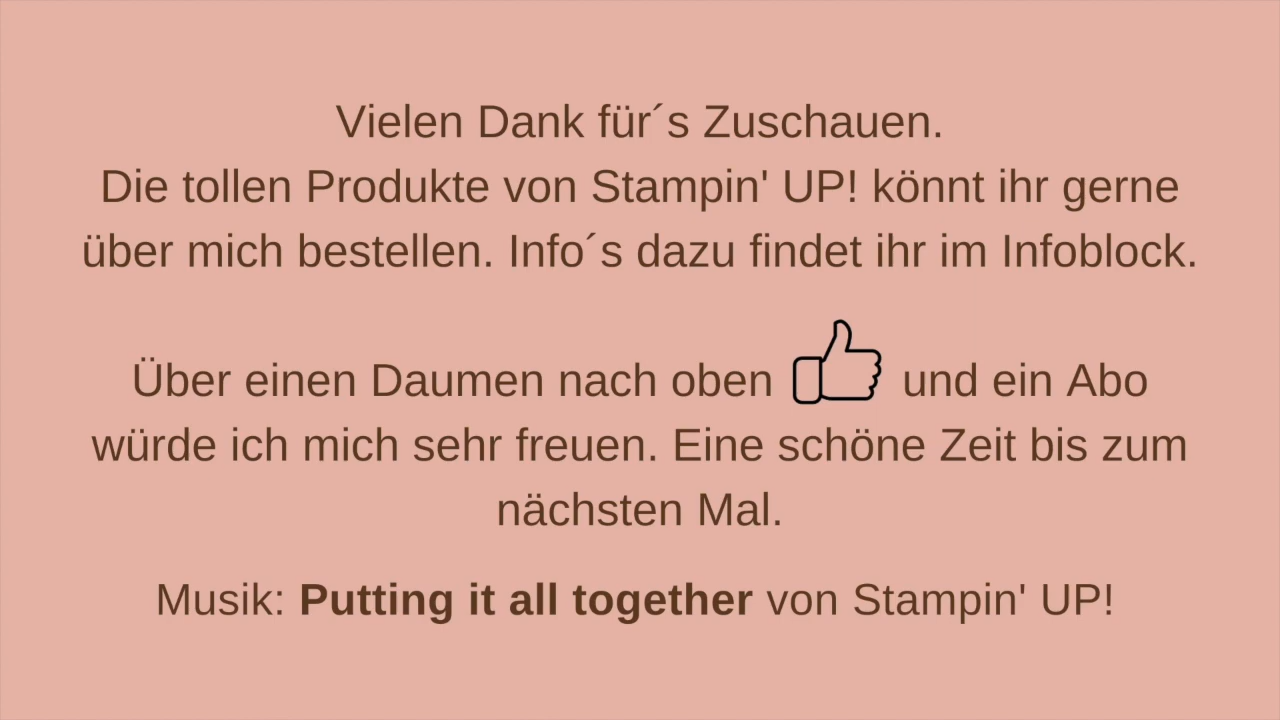 Vielen Dank für´s Zuschauen.
Die tollen Produkte von Stampin' UP! könnt ihr gerne
über mich bestellen. Info´s dazu findet ihr im Infoblock.
Über einen Daumen nach oben und ein Abo
würde ich mich sehr freuen. Eine schöne Zeit bis zum
nächsten Mal.
Musik: Putting it all together von Stampin' UP!